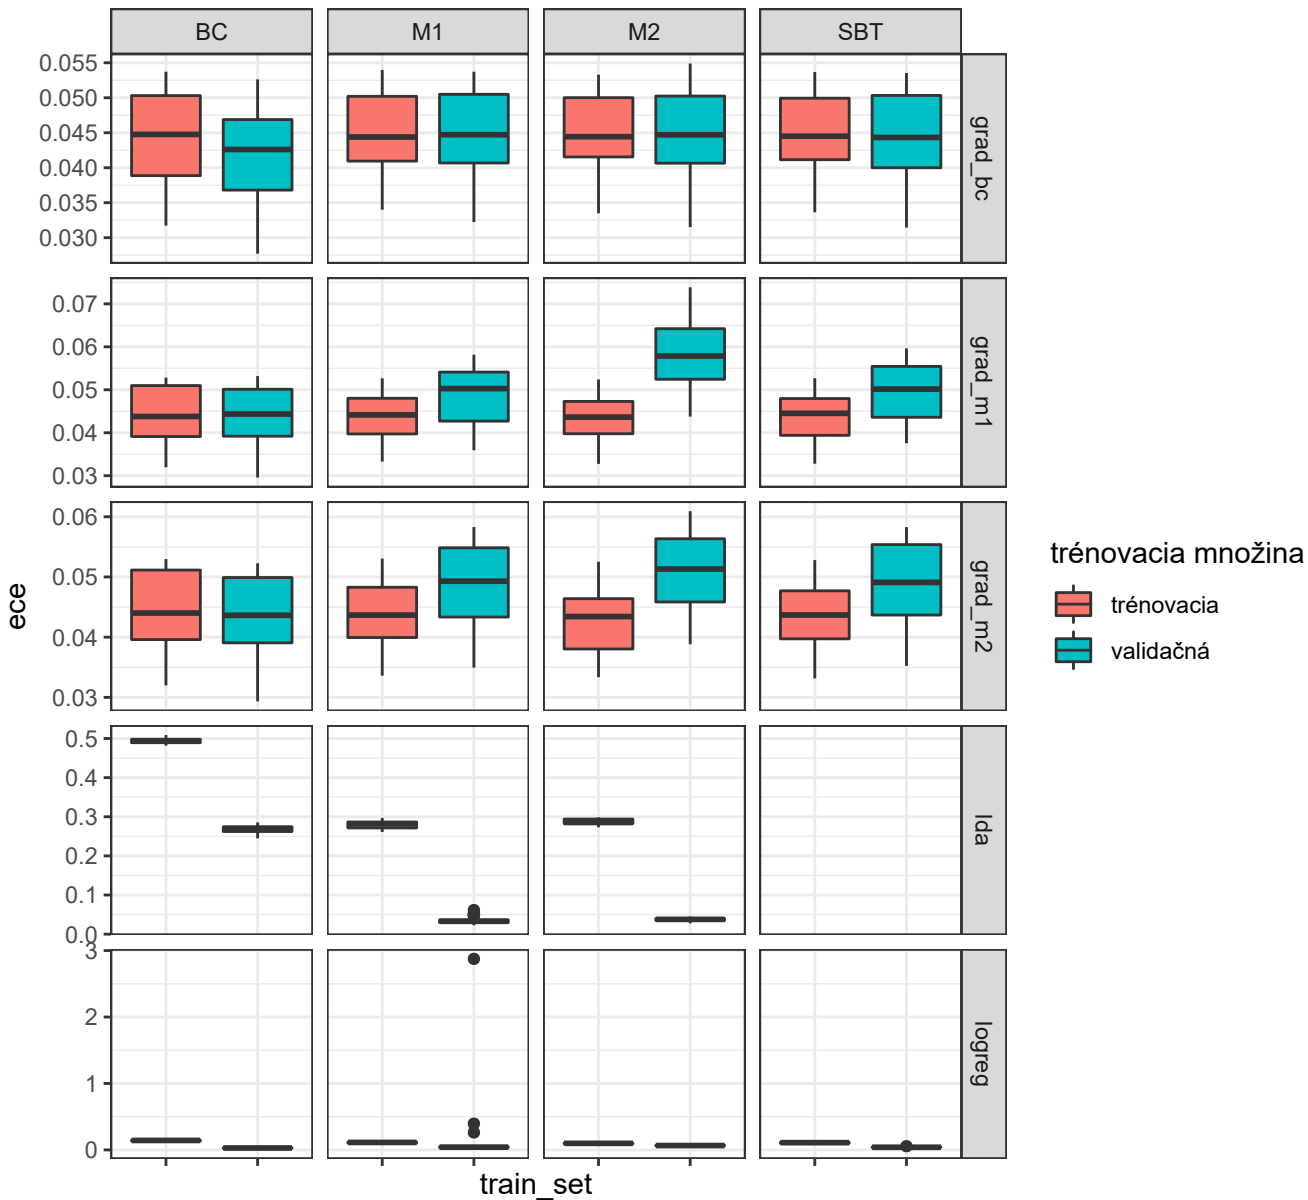 BC M1 M2 SBT
0.055
0.050
0.045
0.040
0.035
0.030
grad_bc
0.07
0.06
0.05
0.04
0.03
grad_m1
0.06
0.05
0.04
0.03
grad_m2
0.5
0.4
0.3
0.2
0.1
0.0
lda
3
2
1
0
logreg
ece
train_set
trénovacia množina
trénovacia
validačná